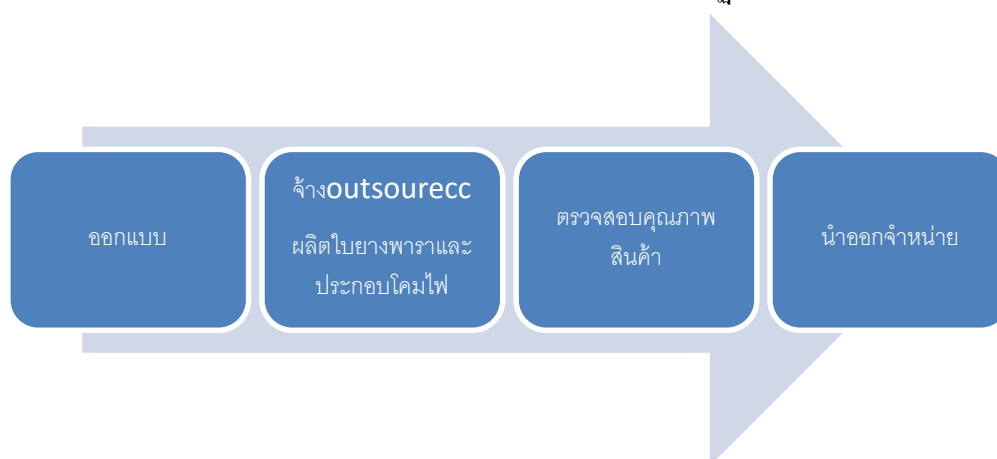 ออกแบบ
จ้างoutsourecc
ผลิตใบยางพาราและ
ประกอบโคมไฟ
ตรวจสอบคุณภาพ
สินค้า
นำออกจำหน่าย